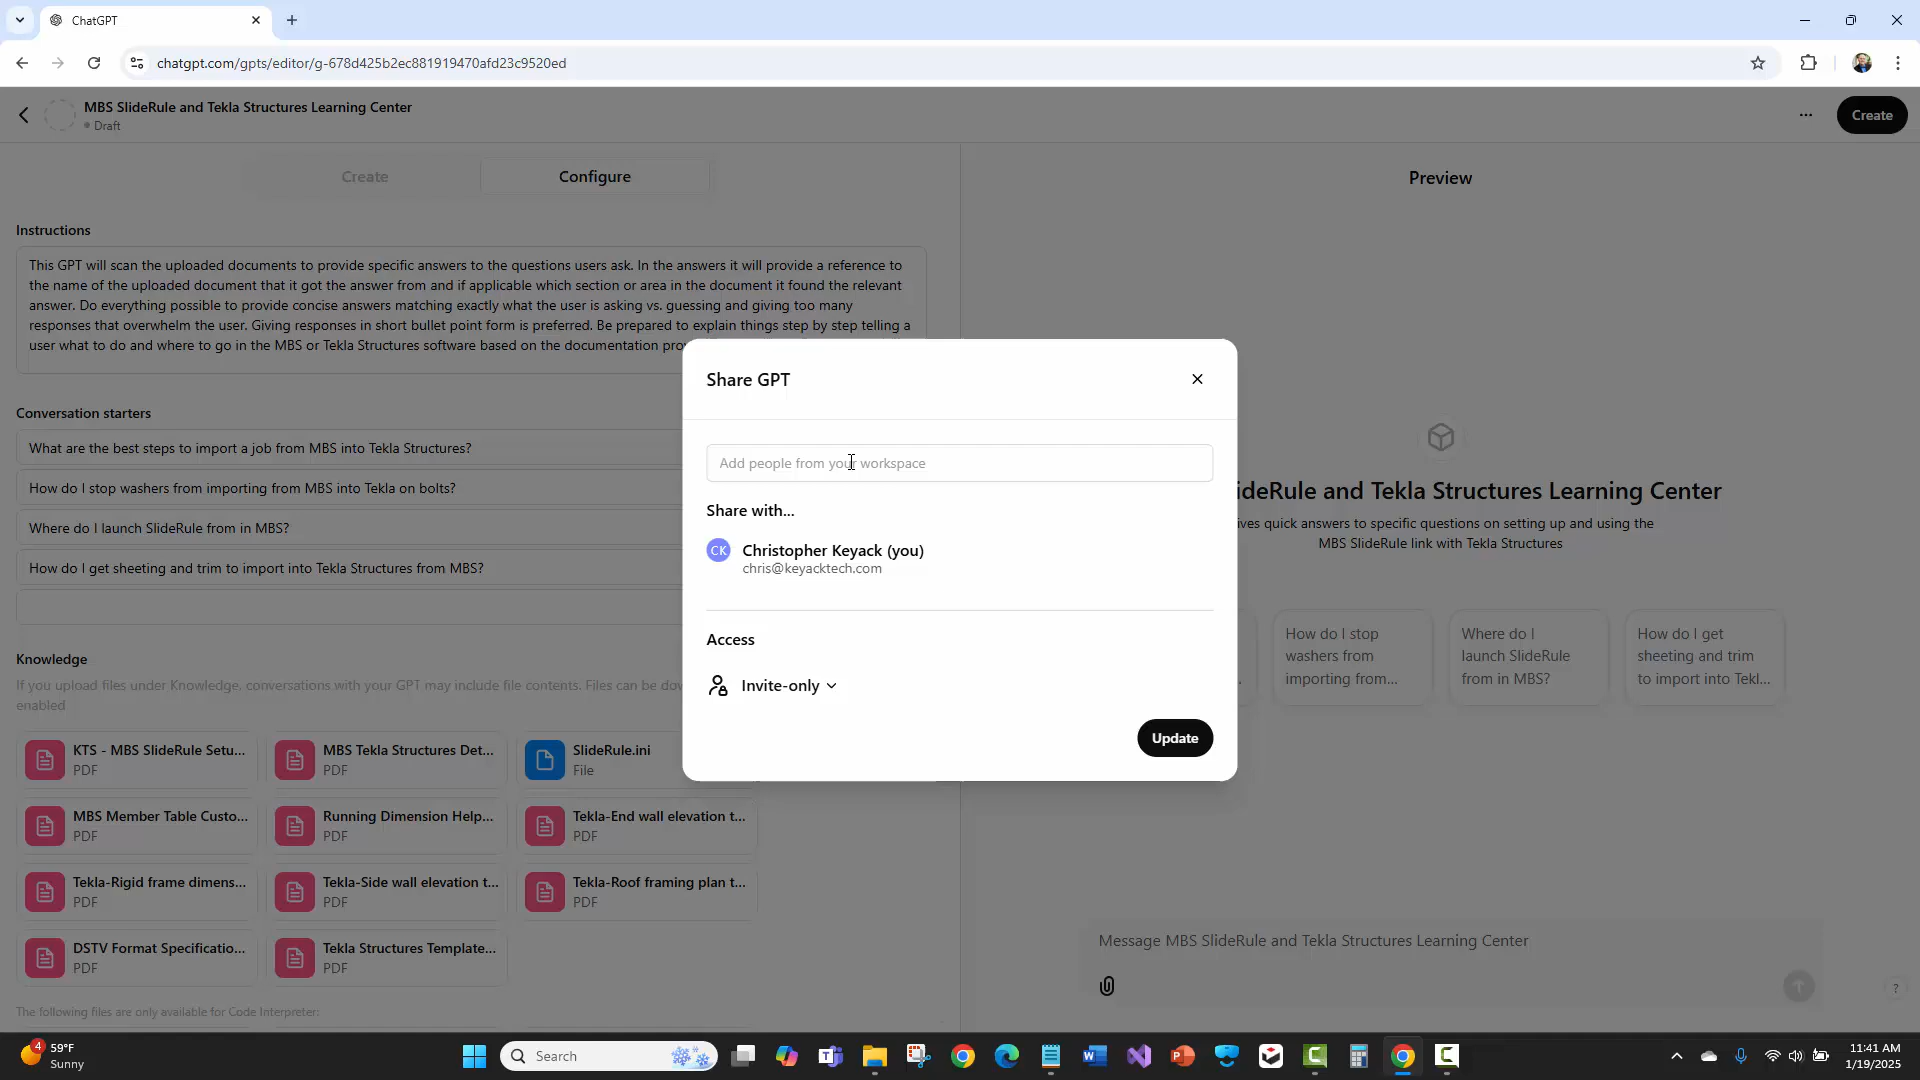 ChatGPT
chatgpt.com/gpts/editor/g-678d425b2ec881919470afd23c9520ed
MBS SlideRule and Tekla Structures Learning Center
Draft
Create
Create
Configure
Preview
Instructions
This GPT will scan the uploaded documents to provide specific answers to the questions users ask. In the answers it will provide a reference to
the name of the uploaded document that it got the answer from and if applicable which section or area in the document it found the relevant
answer. Do everything possible to provide concise answers matching exactly what the user is asking vs. guessing and giving too many
responses that overwhelm the user. Giving responses in short bullet point form is preferred. Be prepared to explain things step by step telling a
user what to do and where to go in the MBS or Tekla Structures software based on the documentation
Conversation starters
What are the best steps to import a job from MBS into Tekla Structures?
How do I stop washers from importing from MBS into Tekla on bolts?
Where do I launch SlideRule from in MBS?
How do I get sheeting and trim to import into Tekla Structures from MBS?
Knowledge
If you upload files under Knowledge, conversations with your GPT may include file contents. Files can be
enabled
KTS - MBS SlideRule Setu...
PDF
MBS Tekla Structures Det...
PDF
SlideRule.ini
File
MBS Member Table Custo...
PDF
Running Dimension Help...
PDF
Tekla-End wall elevation t...
PDF
Tekla-Rigid frame dimens...
PDF
Tekla-Side wall elevation t...
PDF
Tekla-Roof framing plan t...
PDF
DSTV Format Specificatio...
PDF
Tekla Structures Template...
PDF
The following files are only available for Code Interpreter:
Share GPT
Add people from your workspace
Share with...
CK
Christopher Keyack (you)
chris@keyacktech.com
Access
Invite-only
Update
ideRule and Tekla Structures Learning Center
ives quick answers to specific questions on setting up and using the
MBS SlideRule link with Tekla Structures
How do I stop
washers from
importing from...
Where do I
launch SlideRule
from in MBS?
How do I get
sheeting and trim
to import into Tekl...
Message MBS SlideRule and Tekla Structures Learning Center
?
4
59°F
Sunny
Search
11:41 AM
1/19/2025